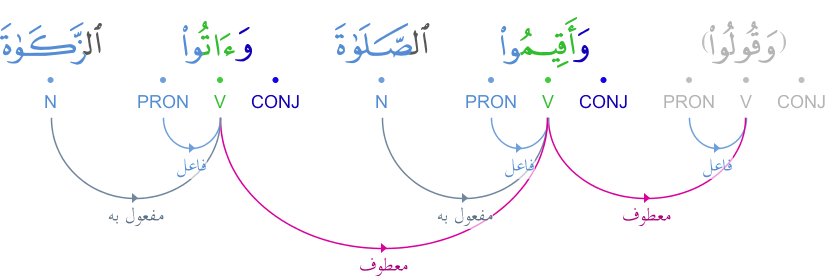 (وَقُولُوا۟) وَأَقِيمُوا۟ ٱلصَّلَوٰةَ وَءَاتُوا۟ ٱلزَّكَوٰةَ
CONJ V PRON CONJ V PRON N CONJ V PRON N
فاعل فاعل فاعل
معطوف مفعول به مفعول به
معطوف